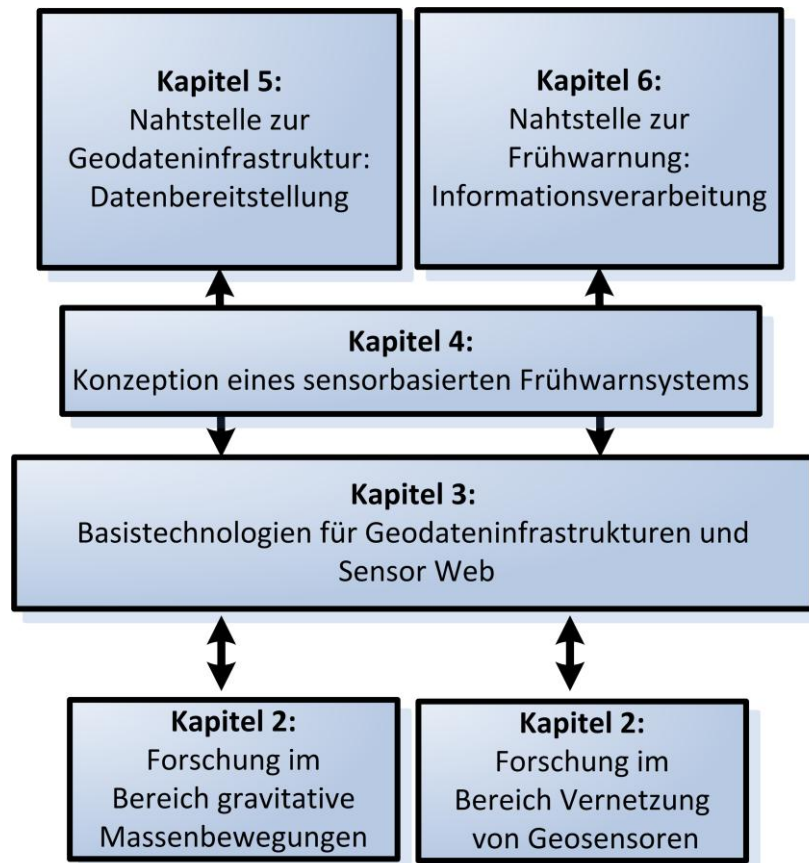 Kapitel 5:
Nahtstelle zur
Geodateninfrastruktur:
Datenbereitstellung
Kapitel 6:
Nahtstelle zur
Frühwarnung:
Informationsverarbeitung
Kapitel 4:
Konzeption eines sensorbasierten Frühwarnsystems
Kapitel 3:
Basistechnologien für Geodateninfrastrukturen und
Sensor Web
Kapitel 2:
Forschung im
Bereich gravitative
Massenbewegungen
Kapitel 2:
Forschung im
Bereich Vernetzung
von Geosensoren